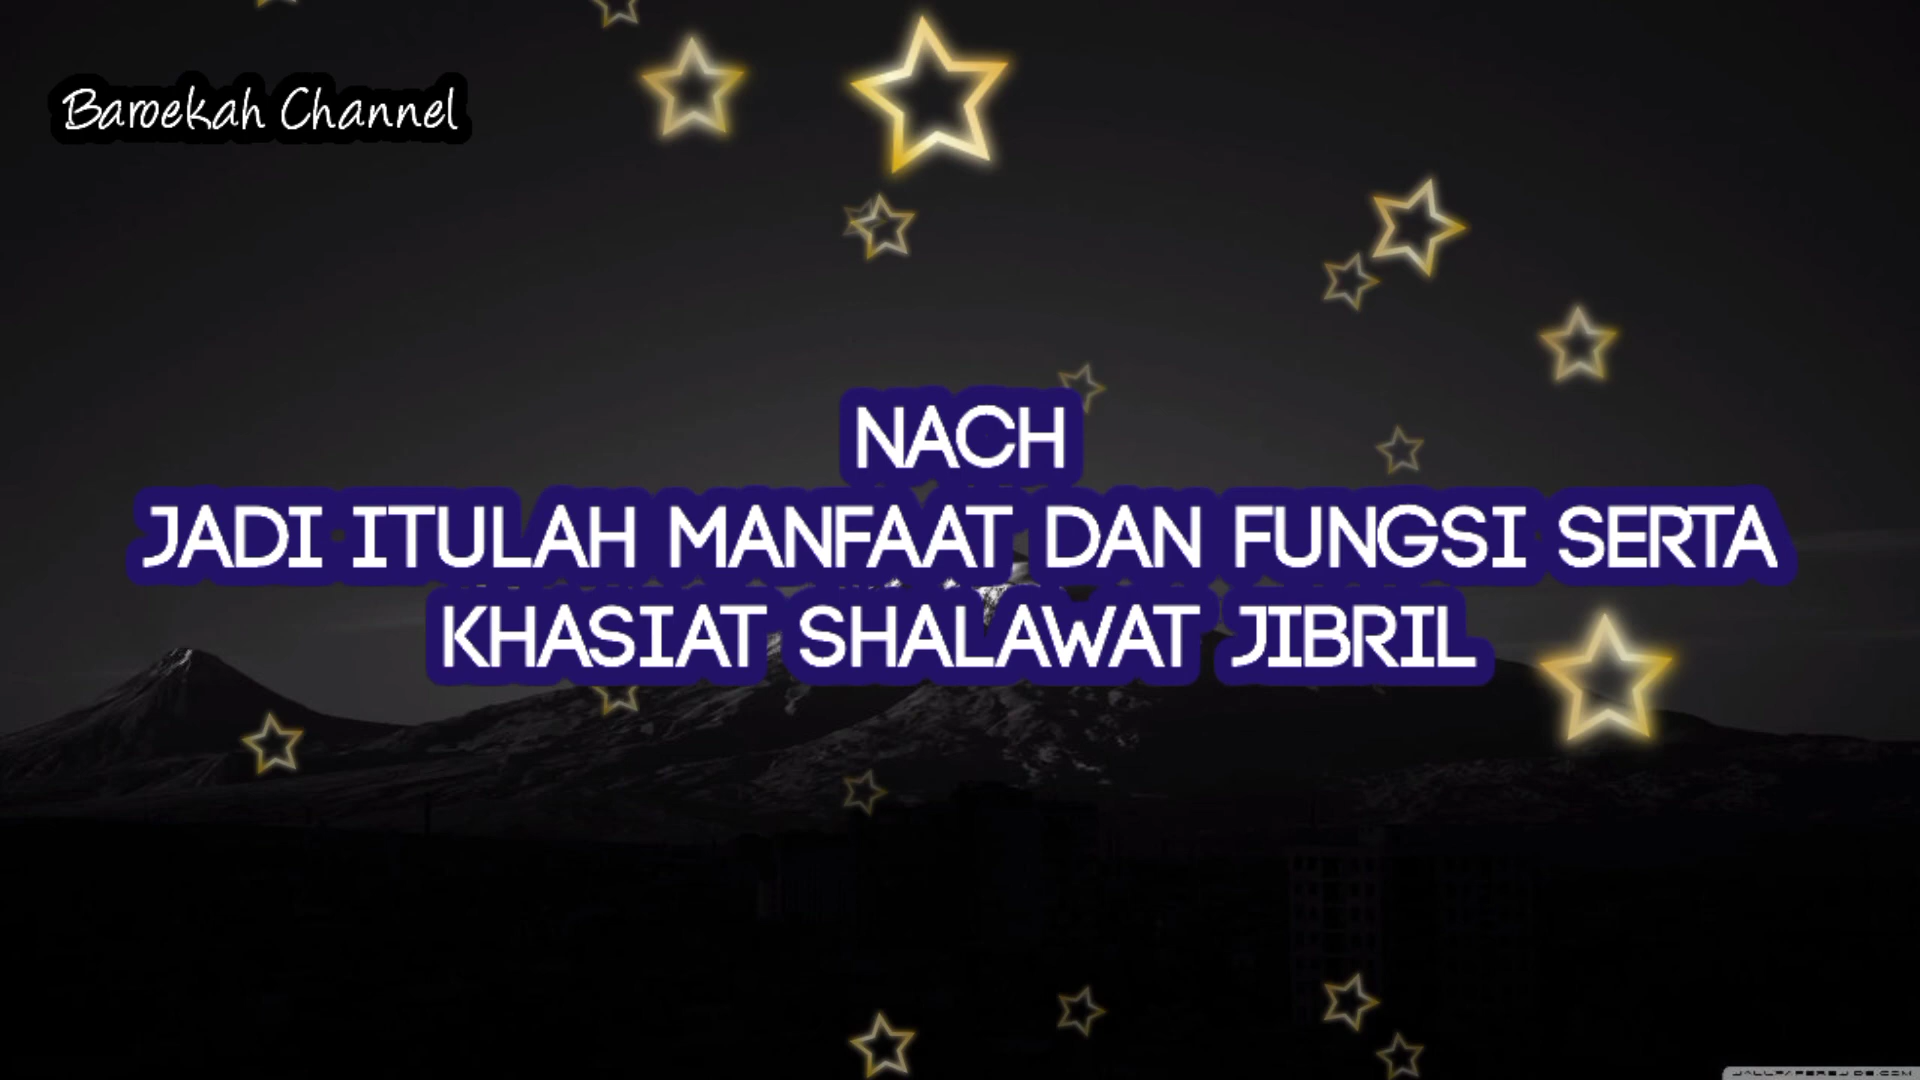 Baroekah Channel
NACH
JADI ITULAH MANFAAT DAN FUNGSI SERTA
KHASIAT SHALAWAT JIBRIL